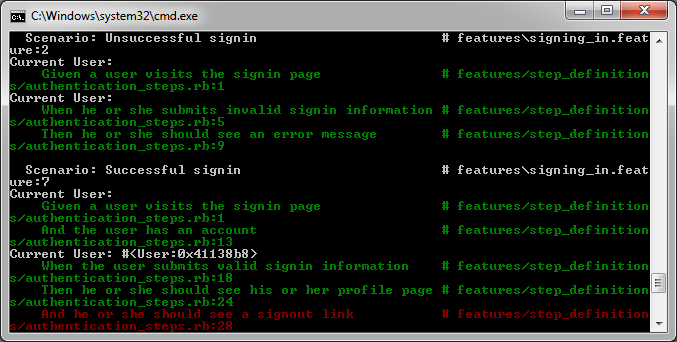 C:\Windows\system32\cmd.exe
Scenario: Unsuccessful signin # features\signing_in.feat
ure:2
Current User:
Given a user visits the signin page # features/step_definition
s/authentication_steps.rb:1
Current User:
When he or she submits invalid signin information # features/step_definition
s/authentication_steps.rb:5
Then he or she should see an error message # features/step_definition
s/authentication_steps.rb:9
Scenario: Successful signin # features\signing_in.feat
ure:7
Current User:
Given a user visits the signin page # features/step_definition
s/authentication_steps.rb:1
And the user has an account # features/step_definition
s/authentication_steps.rb:13
Current User: #<User:0x41138b8>
When the user submits valid signin information # features/step_definition
s/authentication_steps.rb:18
Then he or she should see his or her profile page # features/step_definition
s/authentication_steps.rb:24
And he or she should see a signout link # features/step_definition
s/authentication_steps.rb:28